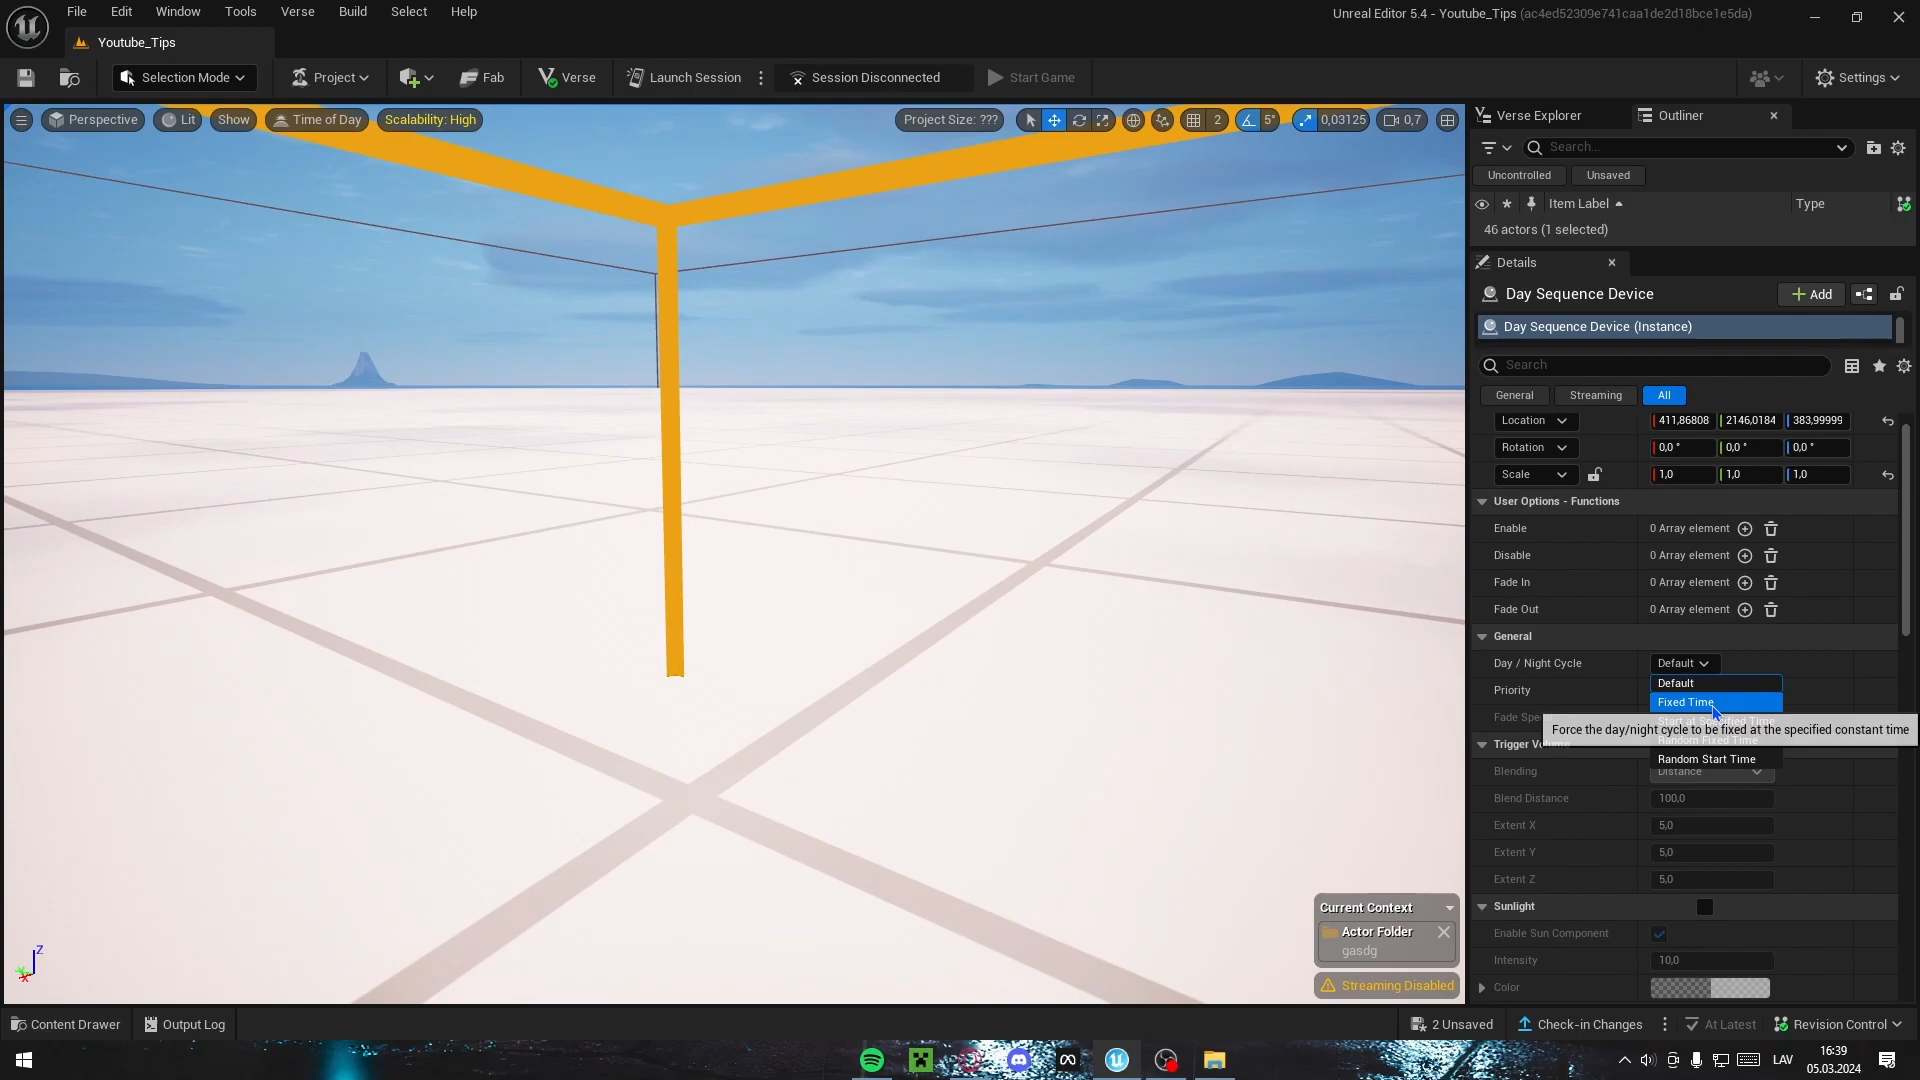 File Edit Window Tools Verse Build Select Help
Unreal Editor 5.4 - Youtube_Tips (ac4ed52309e741caa1de2d18bce1e5da)
Youtube_Tips
Selection Mode Project Fab Verse Launch Session Session Disconnected Start Game Settings
Perspective Lit Show Time of Day Scalability: High Project Size: ??? 2 5° 0,03125 0,7
Verse Explorer Outliner
Search...
Uncontrolled Unsaved
Item Label Type
46 actors (1 selected)
Details
Day Sequence Device Add
Day Sequence Device (Instance)
Search
General Streaming All
Location 411,86808 2146,0184 383,99999
Rotation 0,0 ° 0,0 ° 0,0 °
Scale 1,0 1,0 1,0
User Options - Functions
Enable 0 Array element
Disable 0 Array element
Fade In 0 Array element
Fade Out 0 Array element
General
Day / Night Cycle Default
Default
Priority
Fixed Time
Start at Specified Time
Force the day/night cycle to be fixed at the specified constant time
Random Fixed Time
Random Start Time
Blending Distance
Blend Distance 100,0
Extent X 5,0
Extent Y 5,0
Extent Z 5,0
Sunlight
Enable Sun Component
Intensity 10,0
Color
Current Context
Actor Folder
gasdg
Streaming Disabled
Z
Content Drawer Output Log 2 Unsaved Check-in Changes At Latest Revision Control
LAV
16:39
05.03.2024